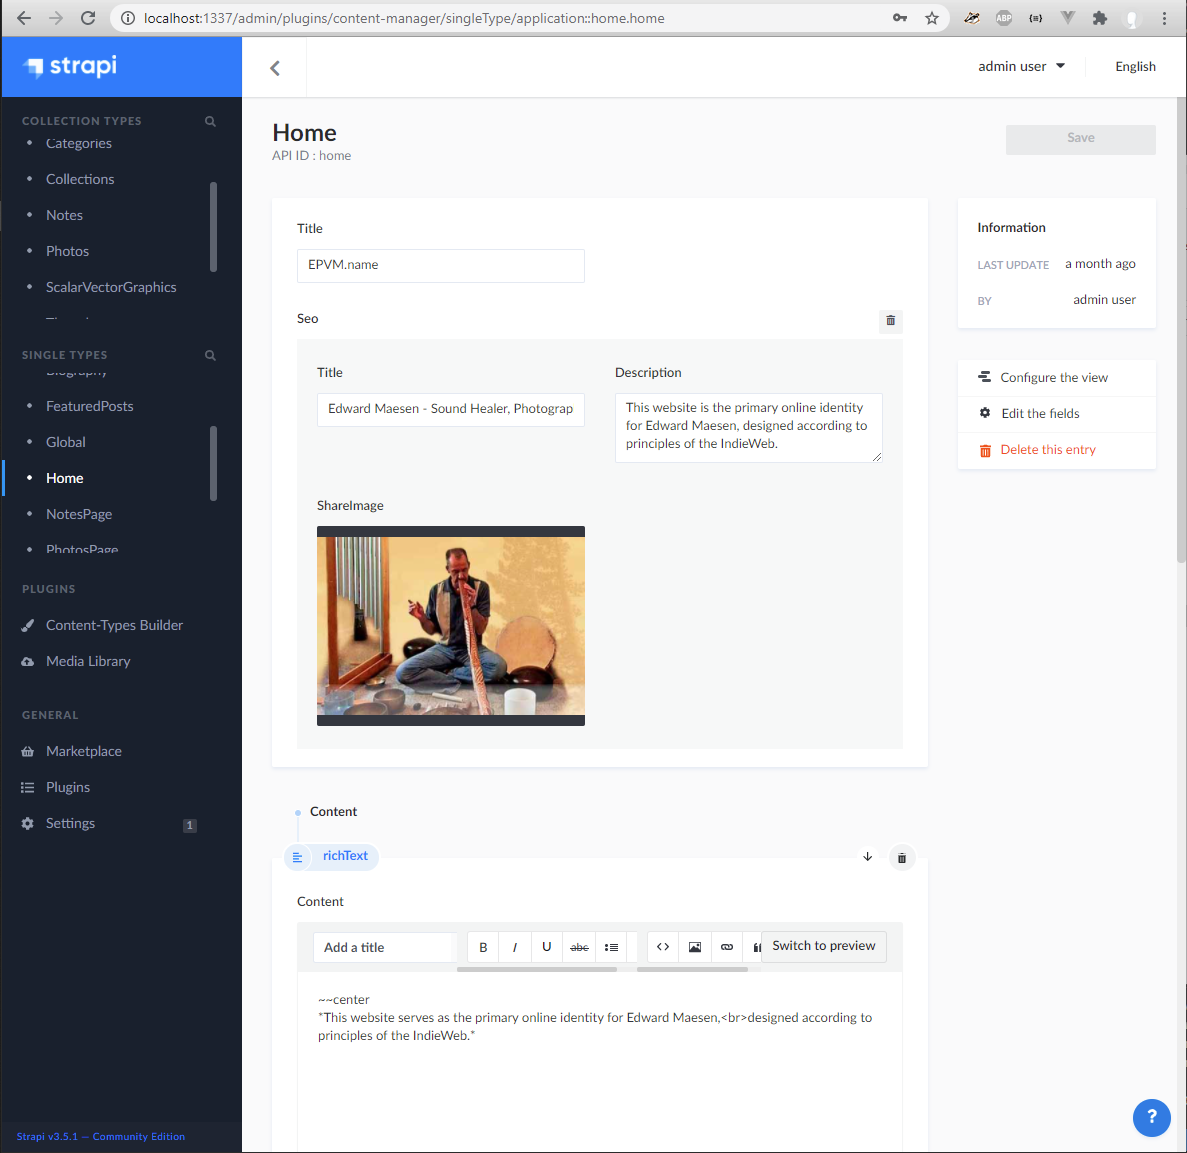 localhost:1337/admin/plugins/content-manager/singleType/application::home.home
ABP
strapi
admin user
English
COLLECTION TYPES
Categories
Collections
Notes
Photos
ScalarVectorGraphics
SINGLE TYPES
Biography
FeaturedPosts
Global
Home
NotesPage
PhotosPage
PLUGINS
Content-Types Builder
Media Library
GENERAL
Marketplace
Plugins
Settings
1
Strapi v3.5.1 — Community Edition
Home
API ID : home
Save
Title
EPVM.name
Seo
Title
Edward Maesen - Sound Healer, Photograp
Description
This website is the primary online identity
for Edward Maesen, designed according to
principles of the IndieWeb.
ShareImage
Information
LAST UPDATE a month ago
BY admin user
Configure the view
Edit the fields
Delete this entry
Content
richText
Content
Add a title
B I U abc
Switch to preview
~~center
*This website serves as the primary online identity for Edward Maesen,<br>designed according to
principles of the IndieWeb.*
?